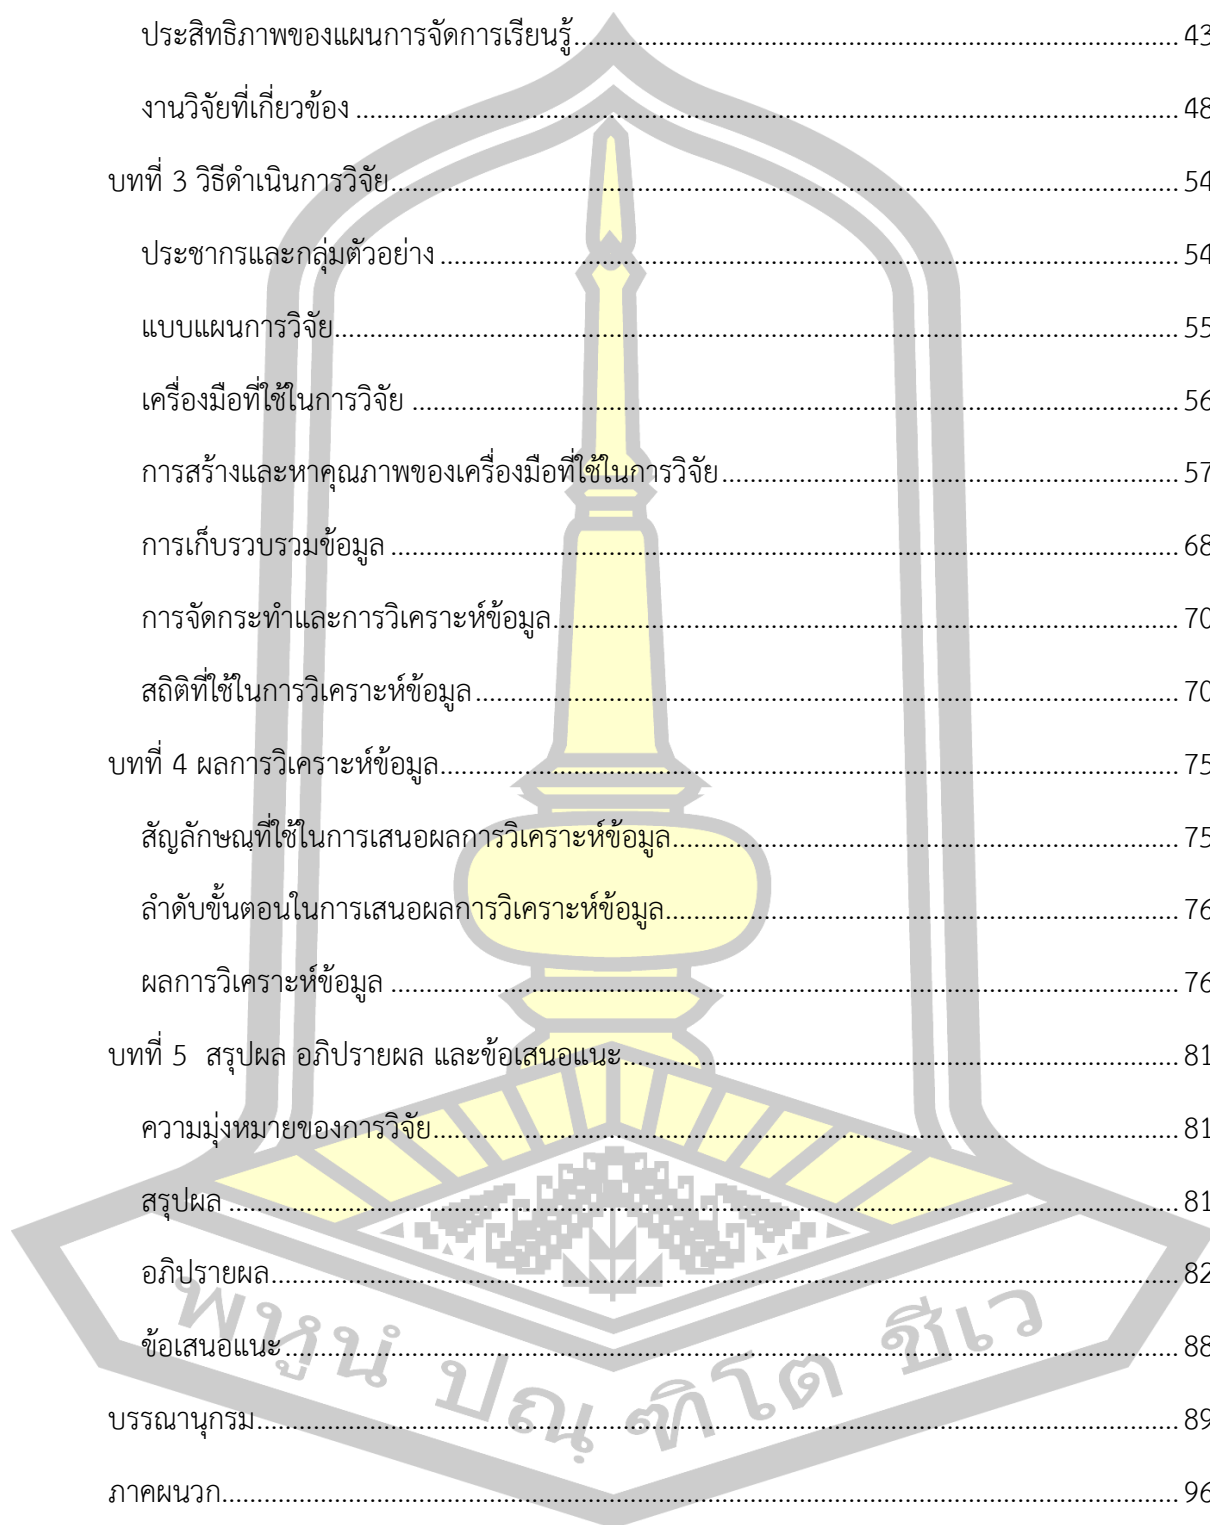 ประสิทธิภาพของแผนการจัดการเรียนรู้ 43
งานวิจัยที่เกี่ยวข้อง 48
บทที่ 3 วิธีดำเนินการวิจัย 54
ประชากรและกลุ่มตัวอย่าง 54
แบบแผนการวิจัย 55
เครื่องมือที่ใช้ในการวิจัย 56
การสร้างและหาคุณภาพของเครื่องมือที่ใช้ในการวิจัย 57
การเก็บรวบรวมข้อมูล 68
การจัดกระทำและการวิเคราะห์ข้อมูล 70
สถิติที่ใช้ในการวิเคราะห์ข้อมูล 70
บทที่ 4 ผลการวิเคราะห์ข้อมูล 75
สัญลักษณ์ที่ใช้ในการเสนอผลการวิเคราะห์ข้อมูล 75
ลำดับขั้นตอนในการเสนอผลการวิเคราะห์ข้อมูล 76
ผลการวิเคราะห์ข้อมูล 76
บทที่ 5 สรุปผล อภิปรายผล และข้อเสนอแนะ 81
ความมุ่งหมายของการวิจัย 81
สรุปผล 81
อภิปรายผล 82
ข้อเสนอแนะ 88
บรรณานุกรม 89
ภาคผนวก 96
พหูนํ ปณฺฑิโต ชีเว